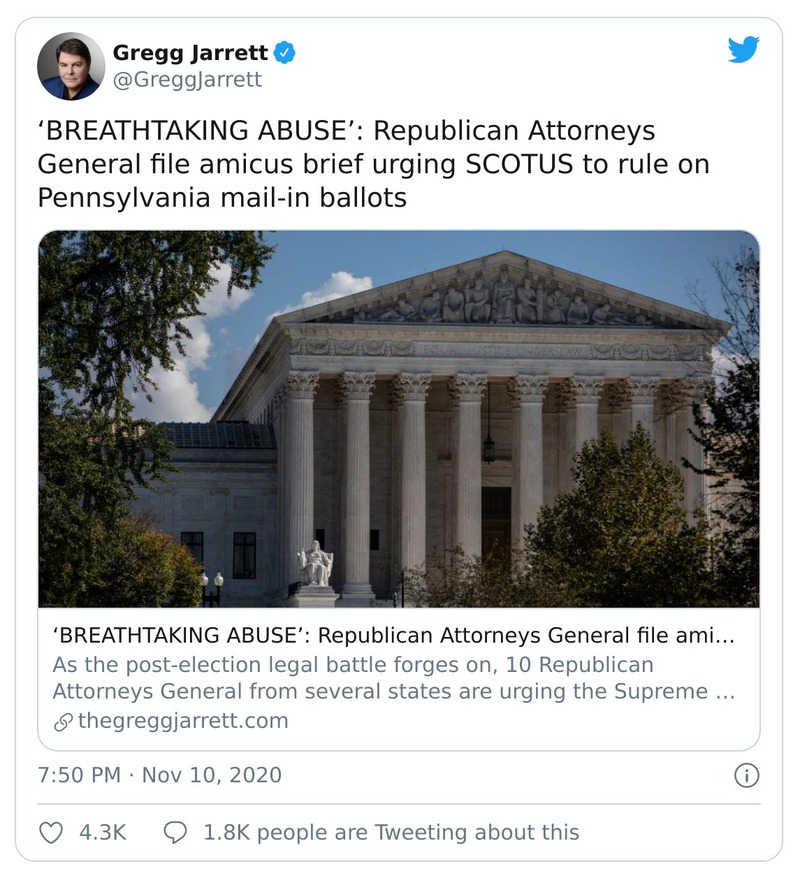 Gregg Jarrett
@GreggJarrett
‘BREATHTAKING ABUSE’: Republican Attorneys
General file amicus brief urging SCOTUS to rule on
Pennsylvania mail-in ballots
‘BREATHTAKING ABUSE’: Republican Attorneys General file ami…
As the post-election legal battle forges on, 10 Republican
Attorneys General from several states are urging the Supreme …
thegreggjarrett.com
7:50 PM · Nov 10, 2020
4.3K 1.8K people are Tweeting about this